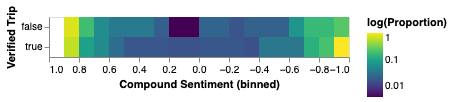 Verified Trip
false
true
1.0 0.8 0.6 0.4 0.2 0.0 −0.2 −0.4 −0.6 −0.8 −1.0
Compound Sentiment (binned)
log(Proportion)
1
0.1
0.01